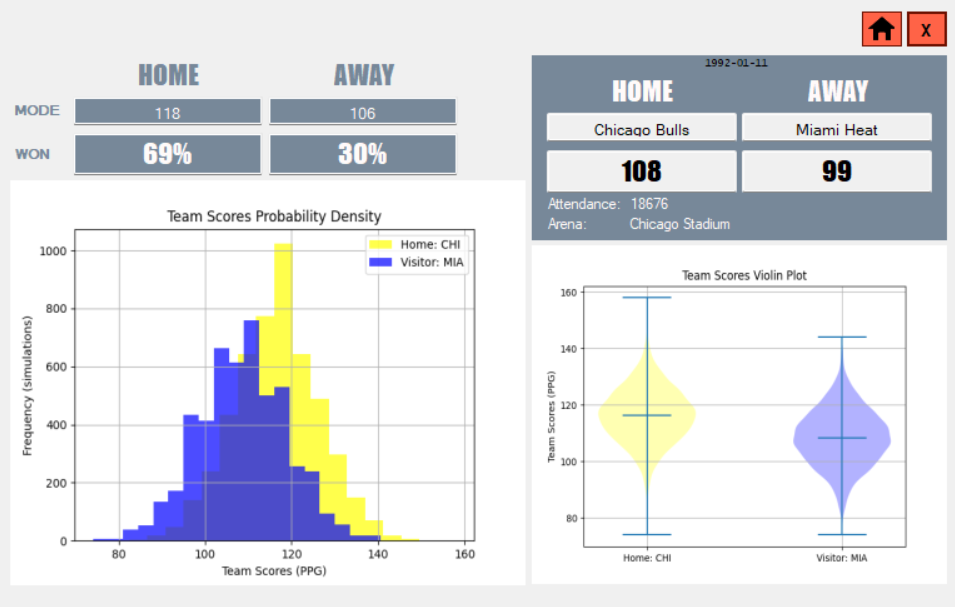 X
HOME AWAY
MODE 118 106
WON 69% 30%
1992-01-11
HOME AWAY
Chicago Bulls Miami Heat
108 99
Attendance: 18676
Arena: Chicago Stadium
Team Scores Probability Density
Home: CHI
Visitor: MIA
Frequency (simulations)
1000
800
600
400
200
0
80 100 120 140 160
Team Scores (PPG)
Team Scores Violin Plot
Team Scores (PPG)
160
140
120
100
80
Home: CHI Visitor: MIA